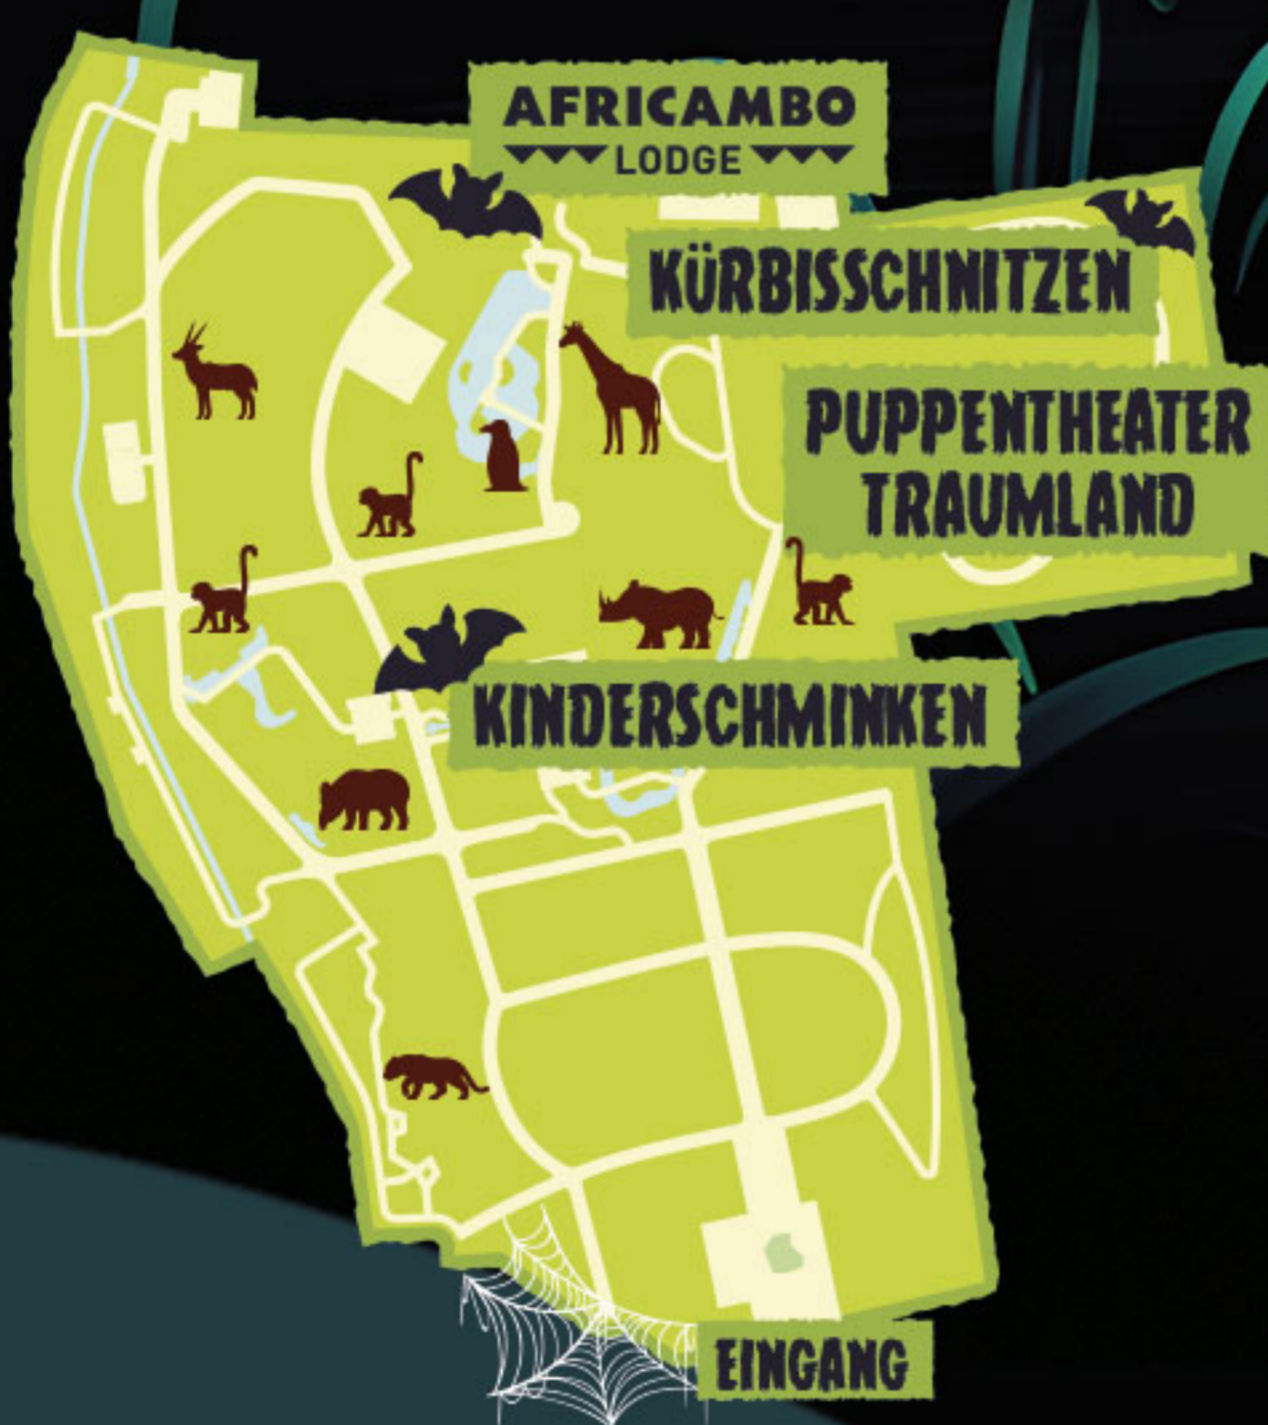 AFRICAMBO
LODGE
KÜRBISSCHNITZEN
PUPPENTHEATER
TRAUMLAND
KINDERSCHMINKEN
EINGANG